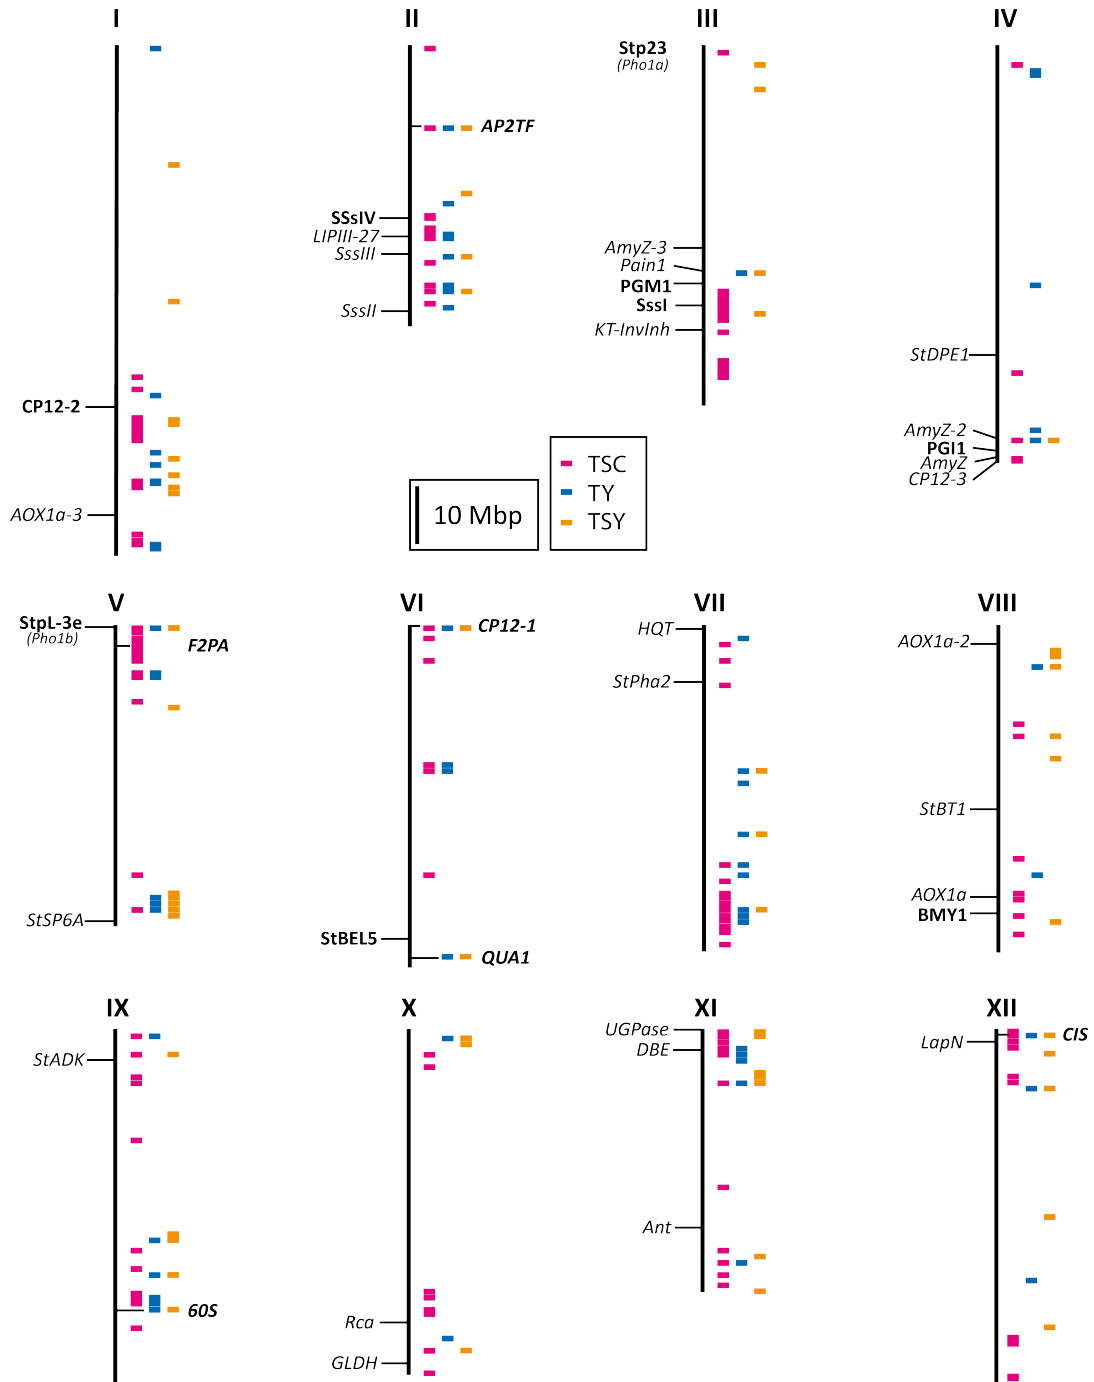 I
II
III
IV
Stp23
(Pho1a)
AP2TF
SSsIV
LIPIII-27
SssIII
SssII
AmyZ-3
Pain1
PGM1
SssI
KT-InvInh
StDPE1
CP12-2
AOX1a-3
AmyZ-2
PGI1
AmyZ
CP12-3
10 Mbp
TSC
TY
TSY
V
VI
VII
VIII
StpL-3e
(Pho1b)
F2PA
StSP6A
CP12-1
StBEL5
QUA1
HQT
StPha2
AOX1a-2
StBT1
AOX1a
BMY1
IX
X
XI
XII
StADK
60S
Rca
GLDH
UGPase
DBE
Ant
LapN
CIS